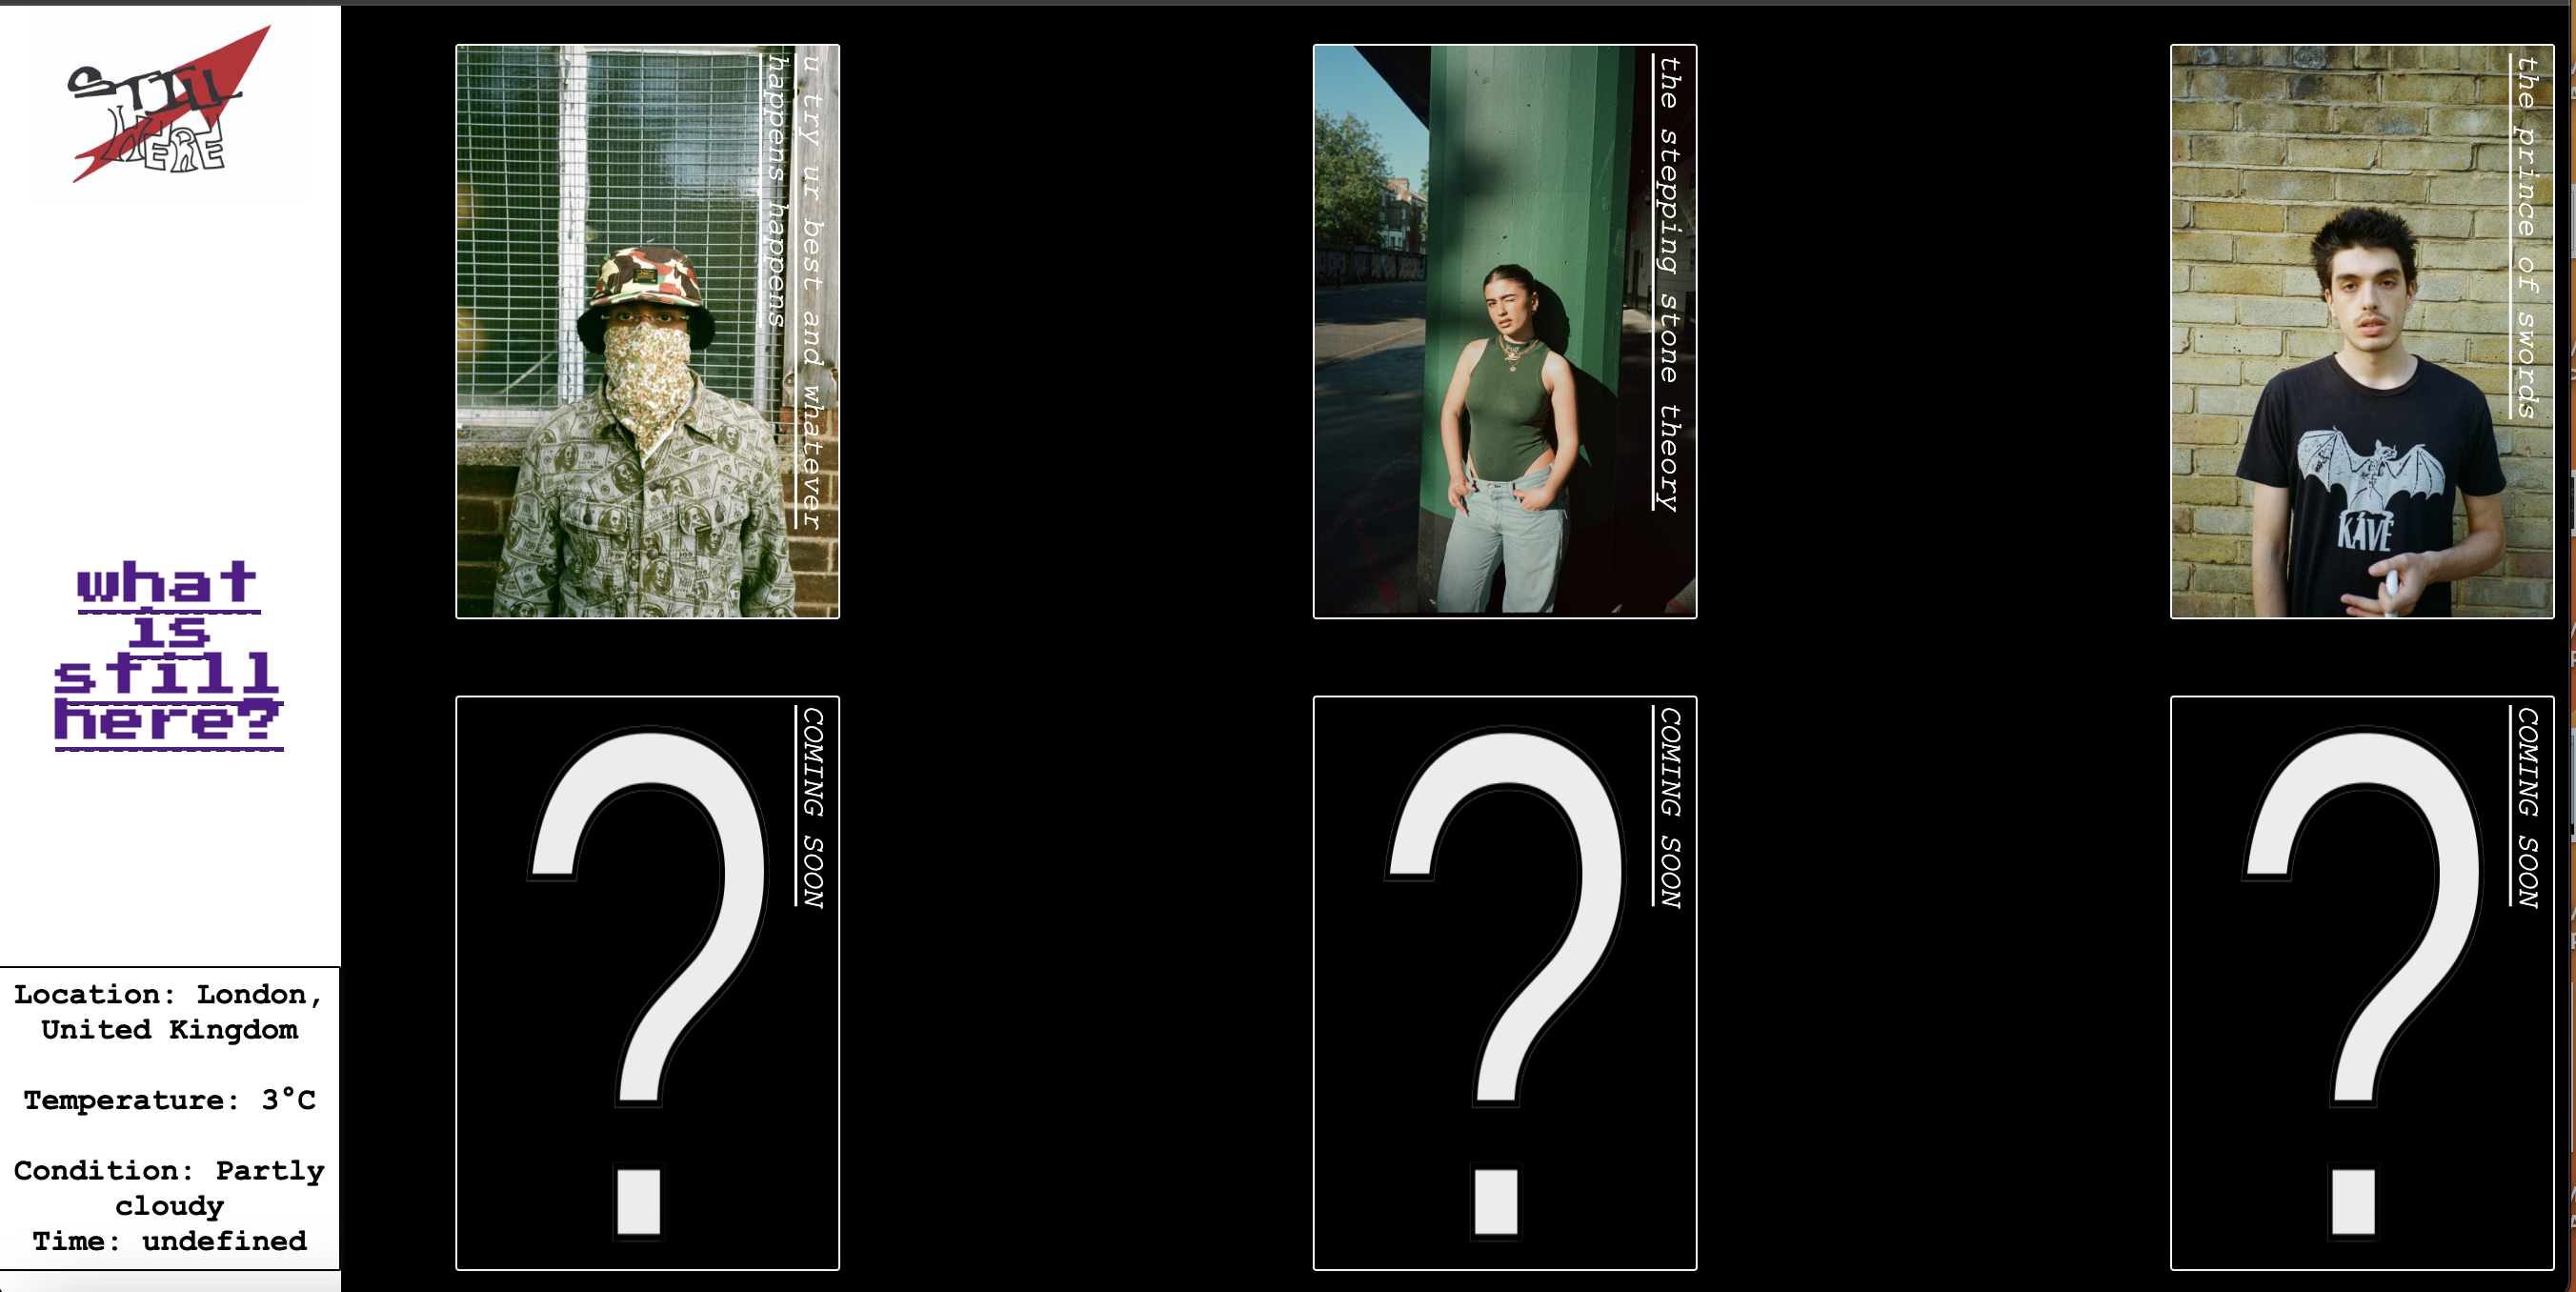 STILL
HERE
what
is
still
here?
Location: London,
United Kingdom
Temperature: 3°C
Condition: Partly
cloudy
Time: undefined
u try ur best and whatever
happens happens
the stepping stone theory
the prince of swords
KAVE
COMING SOON
?
COMING SOON
?
COMING SOON
?